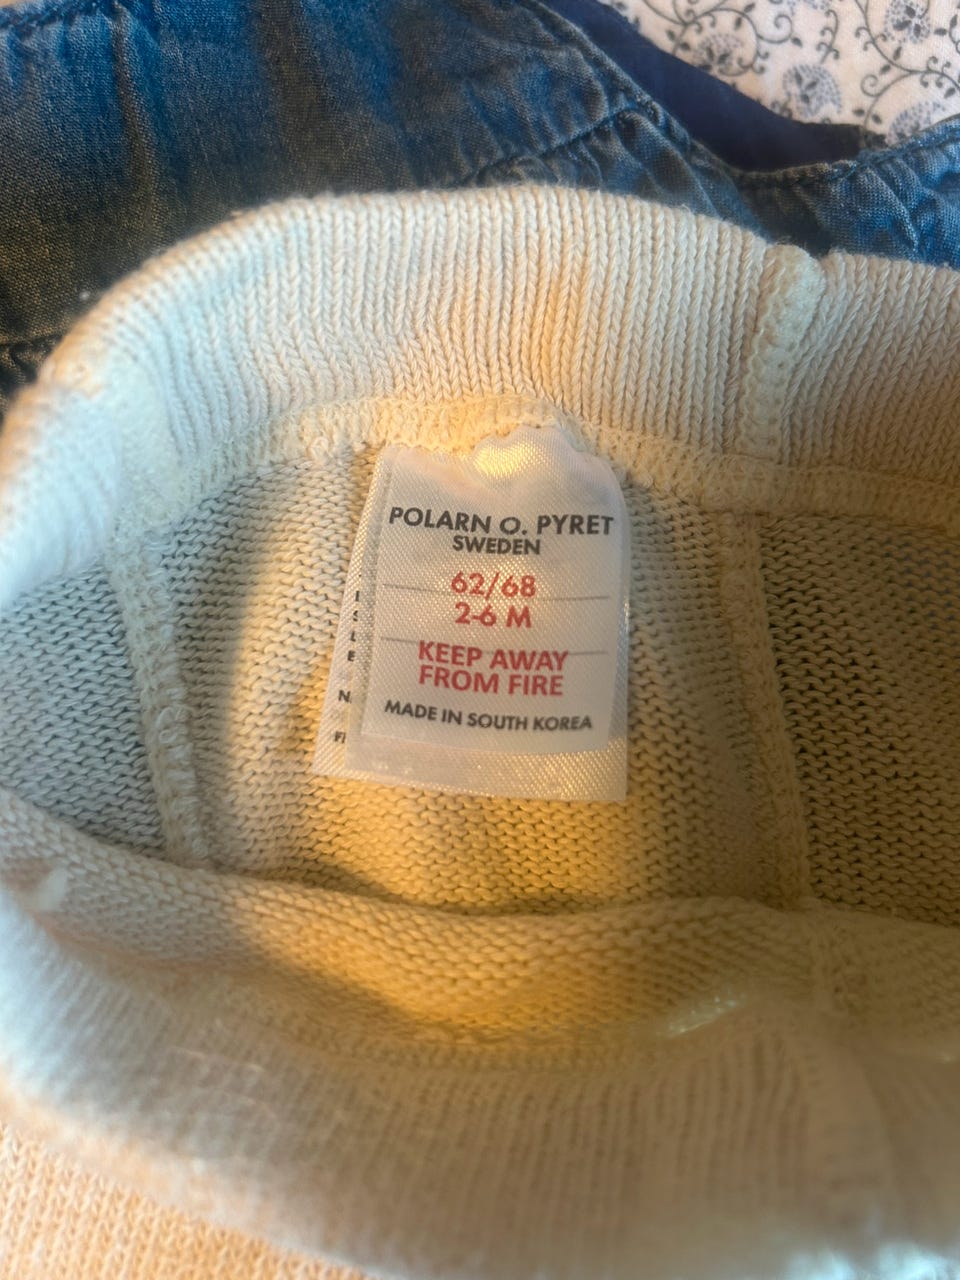 POLARN O. PYRET
SWEDEN
62/68
2-6 M
KEEP AWAY
FROM FIRE
MADE IN SOUTH KOREA